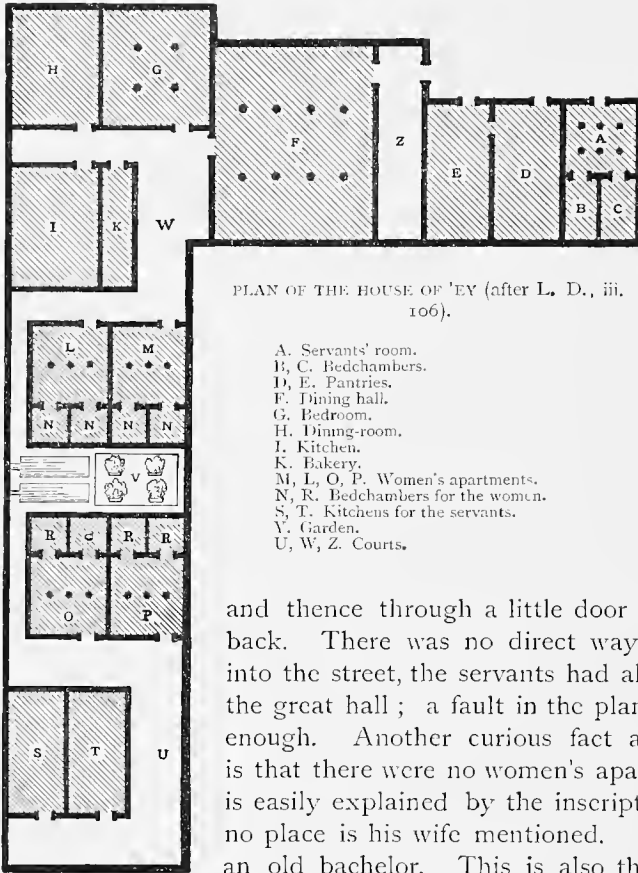 H G
F Z E D A
B C
I K W
L M
N N N N
V
R R R
O P
S T U
PLAN OF THE HOUSE OF 'EY (after L. D., iii.
106).
A. Servants' room.
B, C. Bedchambers.
D, E. Pantries.
F. Dining hall.
G. Bedroom.
H. Dining-room.
I. Kitchen.
K. Bakery.
M, L, O, P. Women's apartments.
N, R. Bedchambers for the women.
S, T. Kitchens for the servants.
V. Garden.
U, W, Z. Courts.
and thence through a little door
back. There was no direct way
into the street, the servants had al
the great hall ; a fault in the plan
enough. Another curious fact a
is that there were no women's apa
is easily explained by the inscript
no place is his wife mentioned.
an old bachelor. This is also th